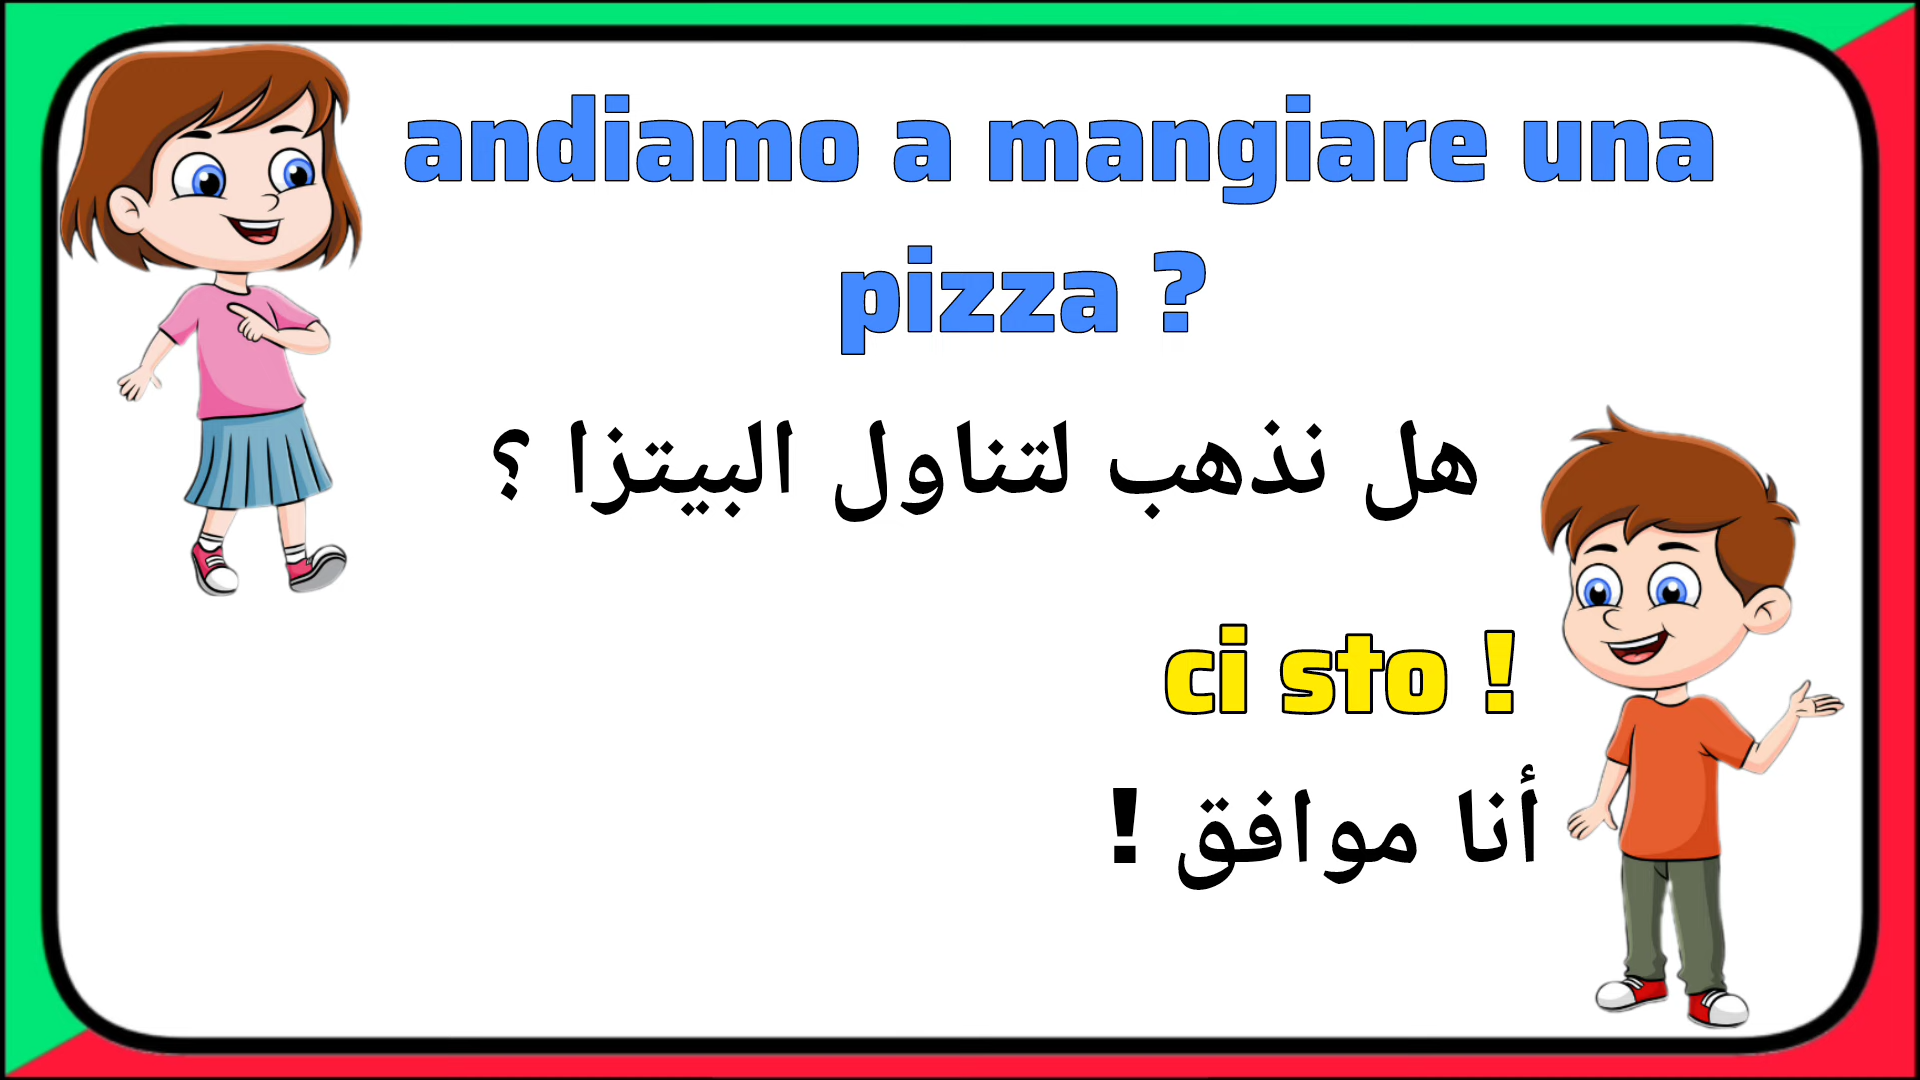 andiamo a mangiare una
pizza ?
هل نذهب لتناول البيتزا ؟
ci sto !
أنا موافق !